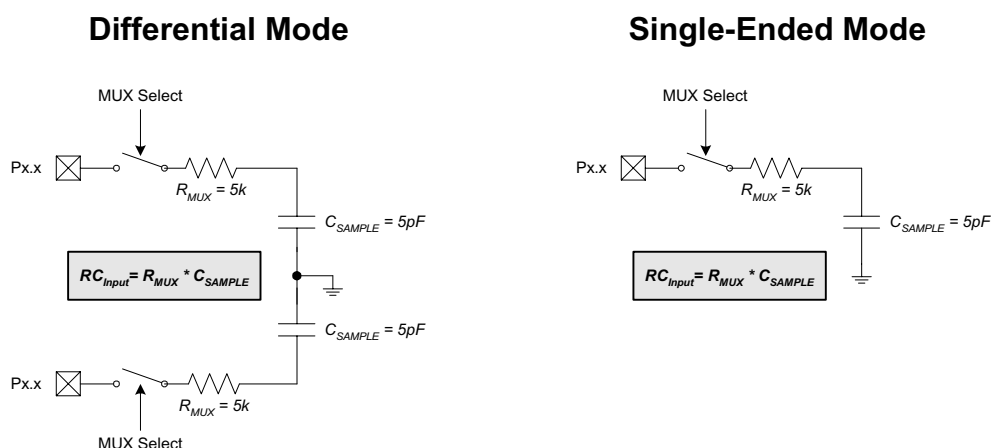 Differential Mode
MUX Select
Px.x
R_MUX = 5k
C_SAMPLE = 5pF
RC_Input= R_MUX * C_SAMPLE
C_SAMPLE = 5pF
Px.x
R_MUX = 5k
MUX Select
Single-Ended Mode
MUX Select
Px.x
R_MUX = 5k
C_SAMPLE = 5pF
RC_Input= R_MUX * C_SAMPLE